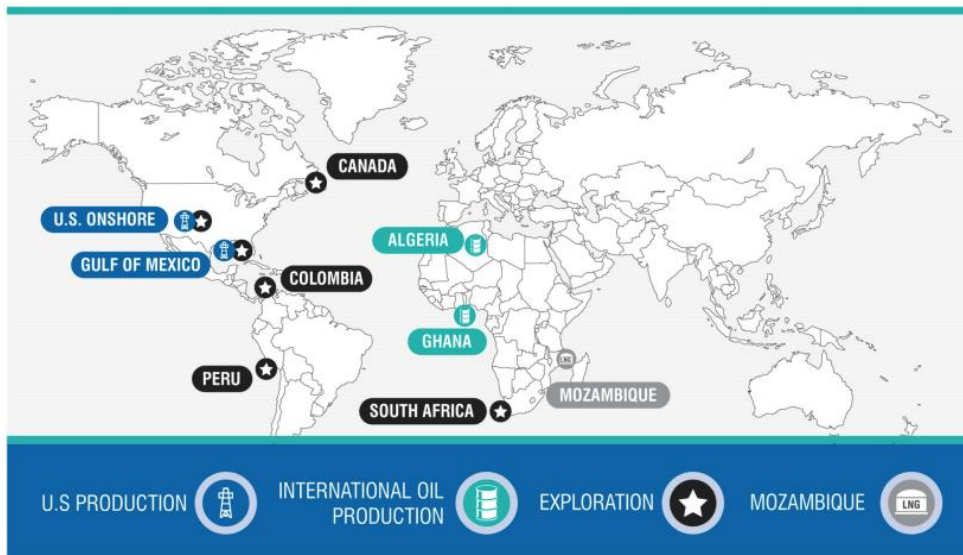 CANADA
U.S. ONSHORE
ALGERIA
GULF OF MEXICO
COLOMBIA
GHANA
LNG
PERU
MOZAMBIQUE
SOUTH AFRICA
U.S PRODUCTION
INTERNATIONAL OIL
PRODUCTION
EXPLORATION
MOZAMBIQUE
LNG